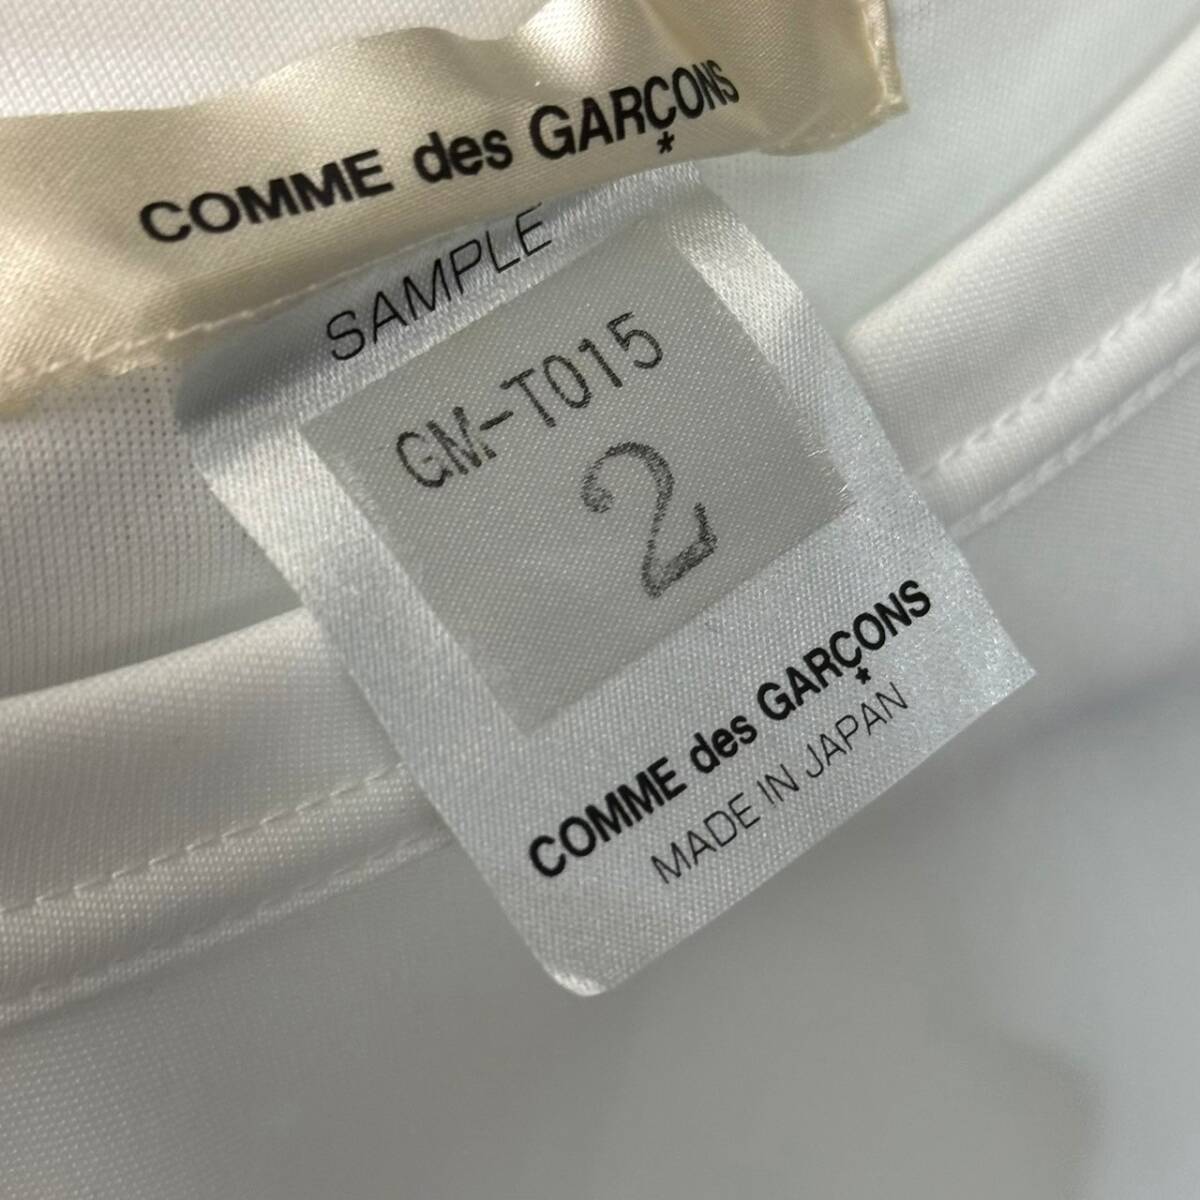 COMME des GARÇONS
*
SAMPLE
GM-T015
2
COMME des GARÇONS
*
MADE IN JAPAN